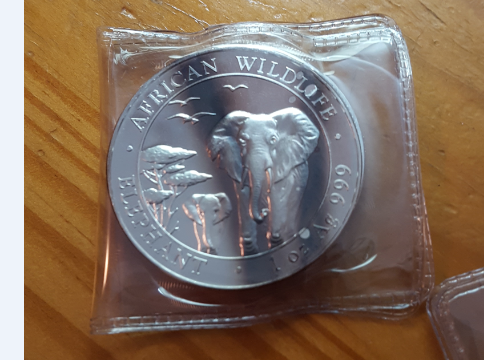 AFRICAN WILDLIFE
ELEPHANT
1 oz Ag 999